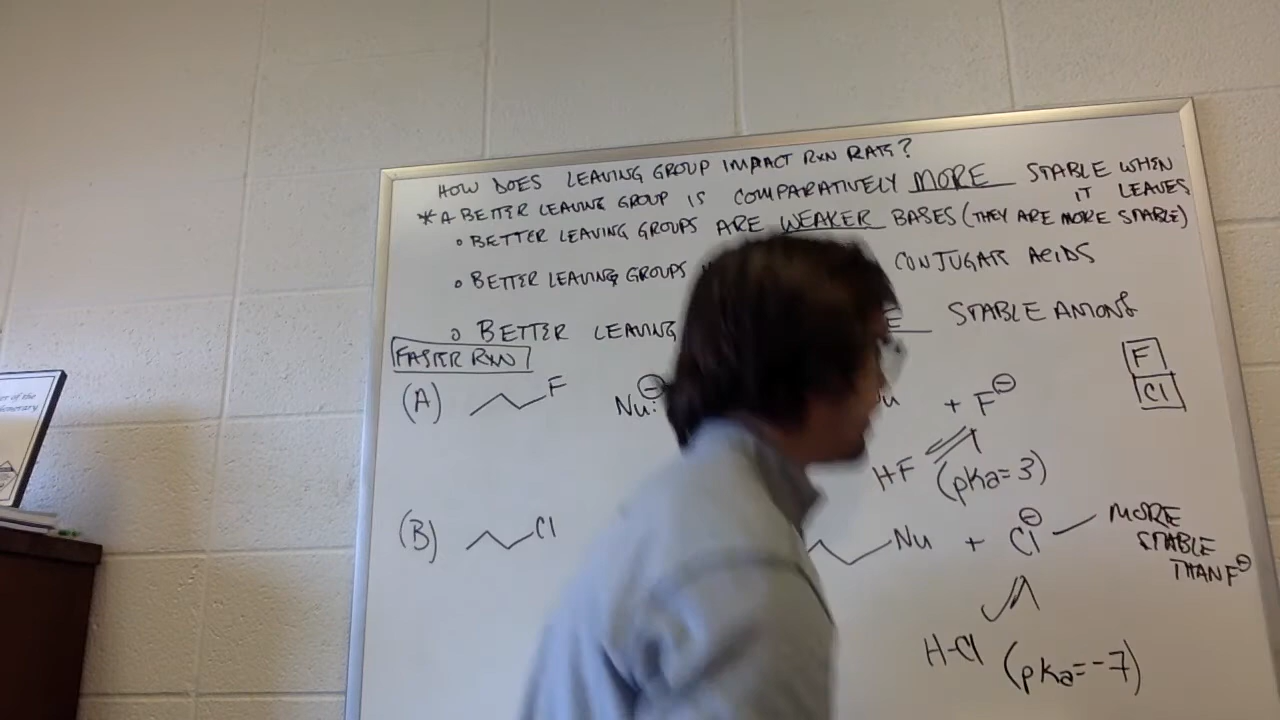 HOW DOES LEAVING GROUP IMPACT RXN RATE?
*A BETTER LEAVING GROUP IS COMPARATIVELY MORE STABLE WHEN IT LEAVES
• BETTER LEAVING GROUPS ARE WEAKER BASES (THEY ARE MORE STABLE)
• BETTER LEAVING GROUPS CONJUGATE ACIDS
• BETTER LEAVING STABLE AMONG
FASTER RXN
F
Cl
(A) F Nu:⊖ + F⊖
HF (pka=3)
(B) Cl Nu + Cl⊖ MORE
STABLE
THAN F⊖
H-Cl (pka=-7)